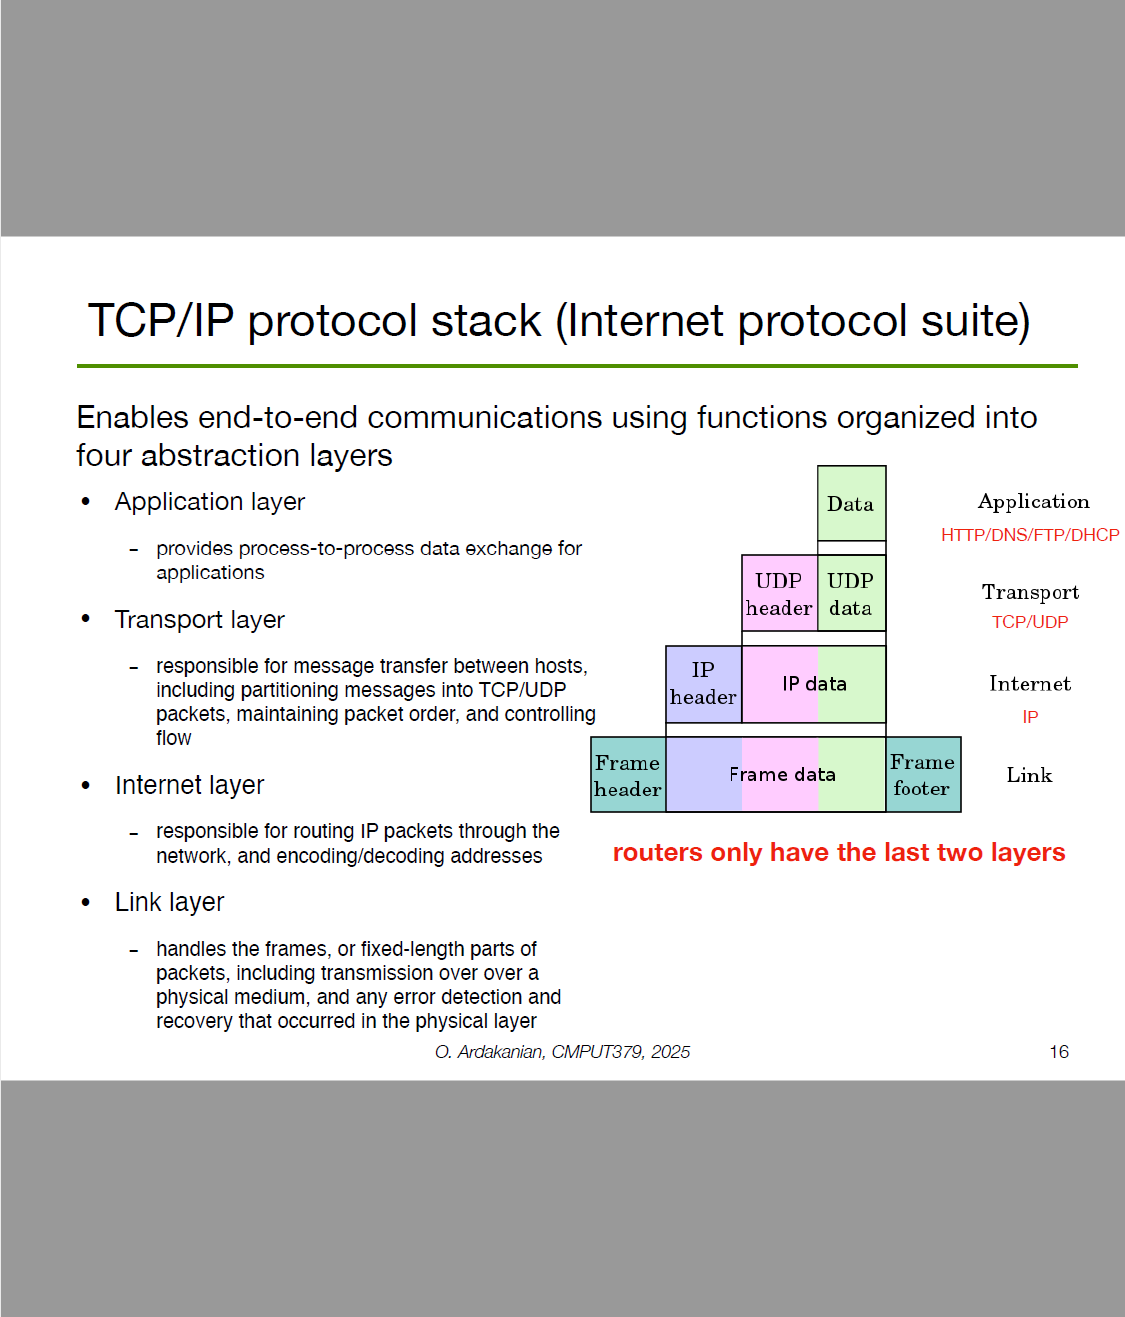 TCP/IP protocol stack (Internet protocol suite)
Enables end-to-end communications using functions organized into
four abstraction layers
• Application layer
– provides process-to-process data exchange for
applications
• Transport layer
– responsible for message transfer between hosts,
including partitioning messages into TCP/UDP
packets, maintaining packet order, and controlling
flow
• Internet layer
– responsible for routing IP packets through the
network, and encoding/decoding addresses
• Link layer
– handles the frames, or fixed-length parts of
packets, including transmission over over a
physical medium, and any error detection and
recovery that occurred in the physical layer
Data
Application
HTTP/DNS/FTP/DHCP
UDP
header
UDP
data
Transport
TCP/UDP
IP
header
IP data
Internet
IP
Frame
header
Frame data
Frame
footer
Link
routers only have the last two layers
O. Ardakanian, CMPUT379, 2025
16